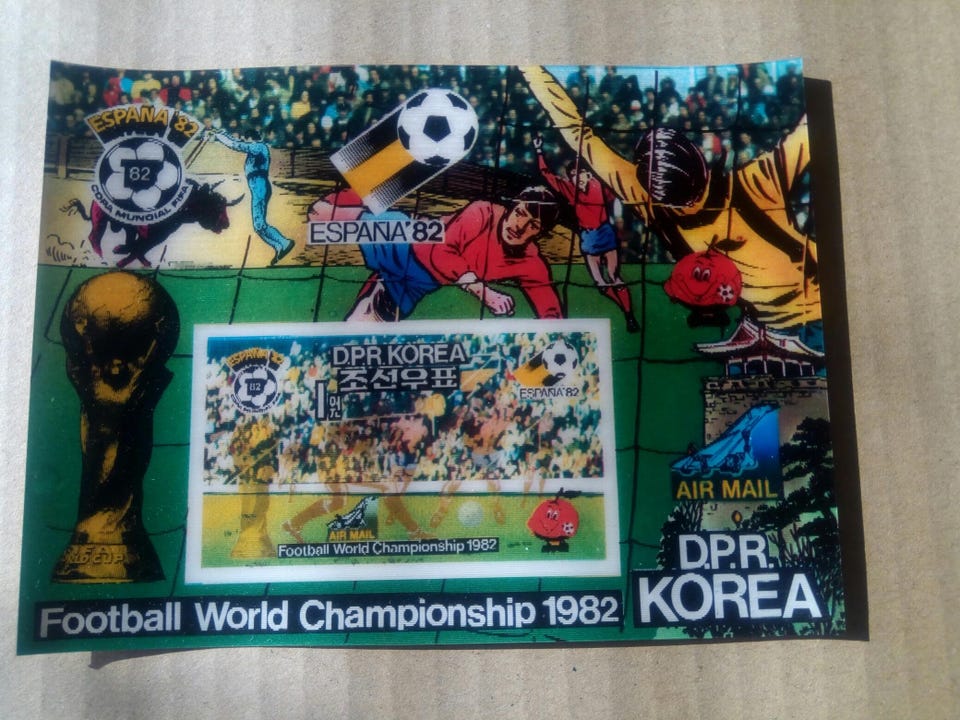 ESPAÑA '82
82
COPA MUNDIAL FIFA
ESPAÑA '82
ESPAÑA '82
82
D.P.R. KOREA
조선우표
1원
ESPAÑA '82
AIR MAIL
Football World Championship 1982
AIR MAIL
D.P.R.
KOREA
Football World Championship 1982